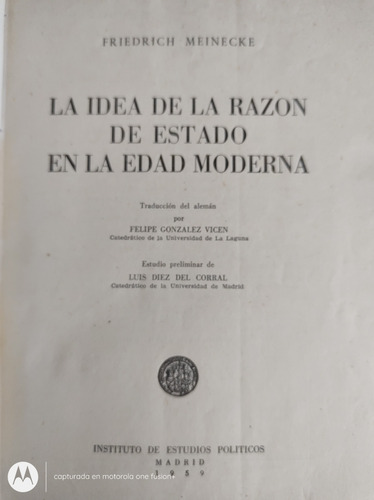 FRIEDRICH MEINECKE
LA IDEA DE LA RAZON
DE ESTADO
EN LA EDAD MODERNA
Traducción del alemán
por
FELIPE GONZALEZ VICEN
Catedrático de la Universidad de La Laguna
Estudio preliminar de
LUIS DIEZ DEL CORRAL
Catedrático de la Universidad de Madrid
INSTITUTO DE ESTUDIOS POLITICOS
MADRID
1959
capturada en motorola one fusion+